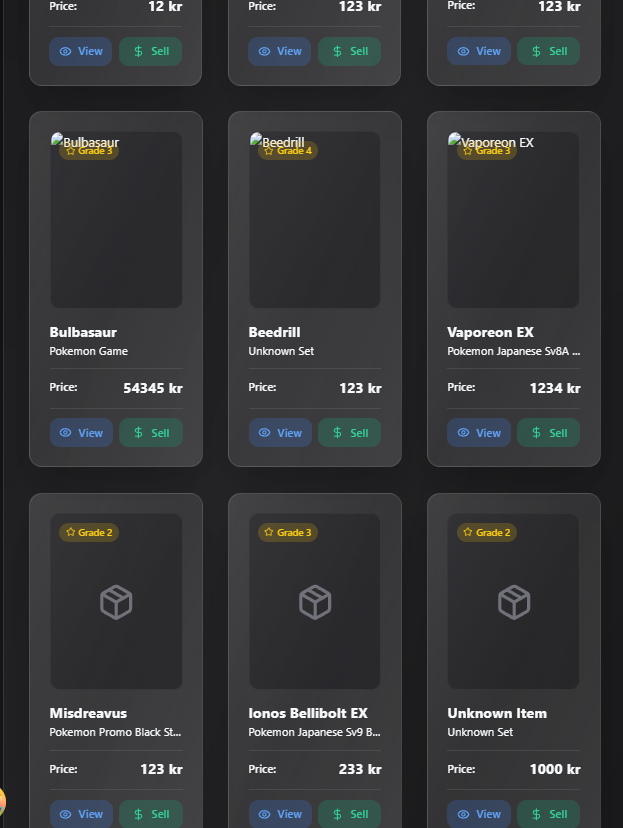 Price: 12 kr Price: 123 kr Price: 123 kr
View Sell View Sell View Sell
Bulbasaur Beedrill Vaporeon EX
Grade 3 Grade 4 Grade 3
Bulbasaur Beedrill Vaporeon EX
Pokemon Game Unknown Set Pokemon Japanese Sv8A ...
Price: 54345 kr Price: 123 kr Price: 1234 kr
View Sell View Sell View Sell
Grade 2 Grade 3 Grade 2
Misdreavus Ionos Bellibolt EX Unknown Item
Pokemon Promo Black St... Pokemon Japanese Sv9 B... Unknown Set
Price: 123 kr Price: 233 kr Price: 1000 kr
View Sell View Sell View Sell